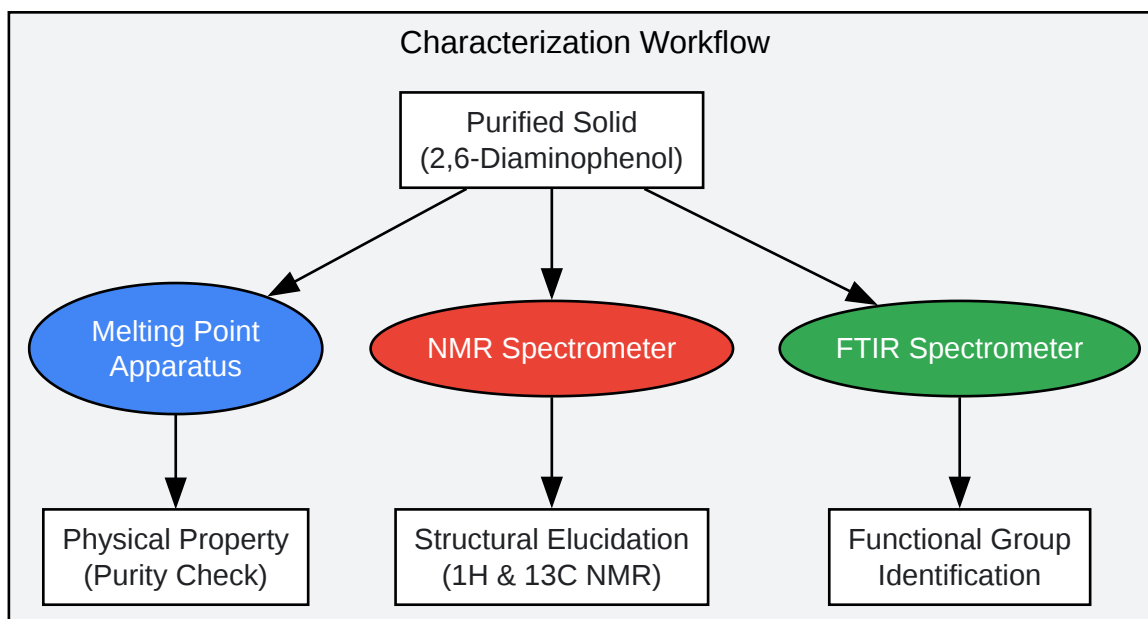 Characterization Workflow
Purified Solid
(2,6-Diaminophenol)
Melting Point
Apparatus
NMR Spectrometer
FTIR Spectrometer
Physical Property
(Purity Check)
Structural Elucidation
(1H & 13C NMR)
Functional Group
Identification